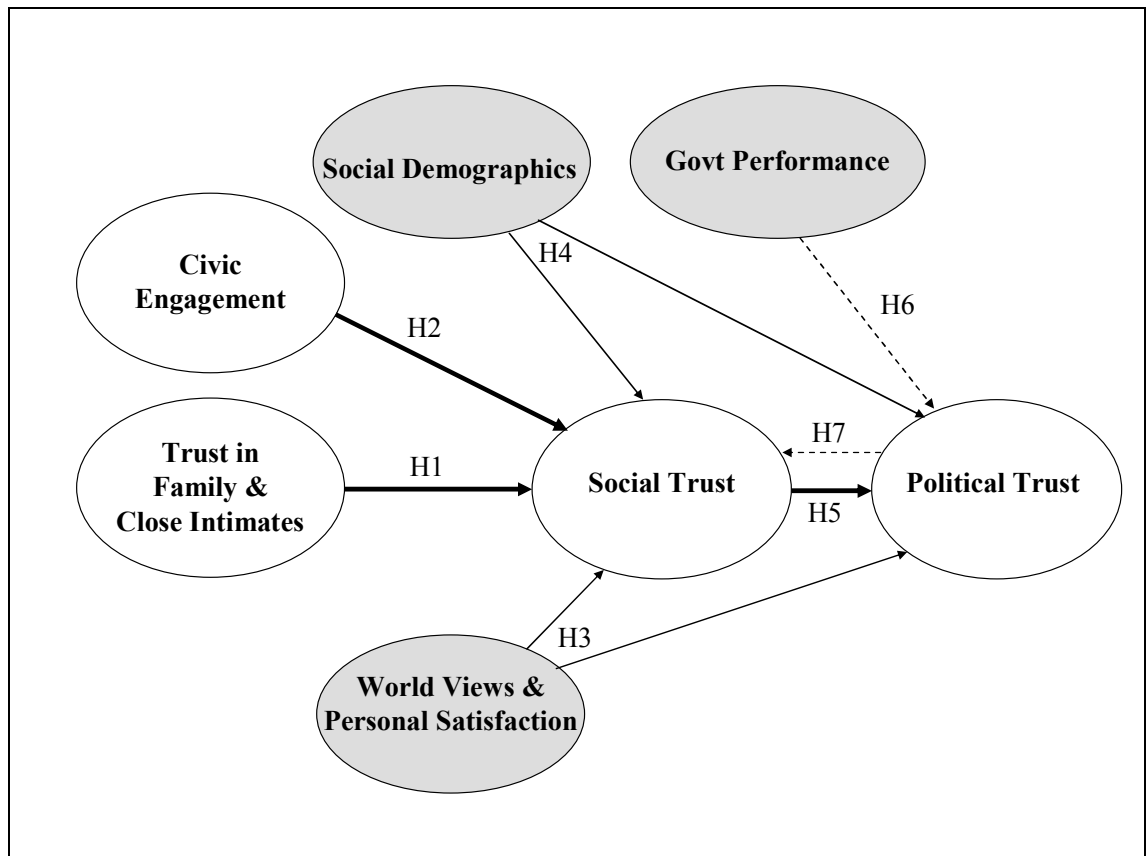 Social Demographics
Govt Performance
Civic
Engagement
H4
H2
H6
Trust in
Family &
Close Intimates
H1
Social Trust
H7
H5
Political Trust
H3
World Views &
Personal Satisfaction